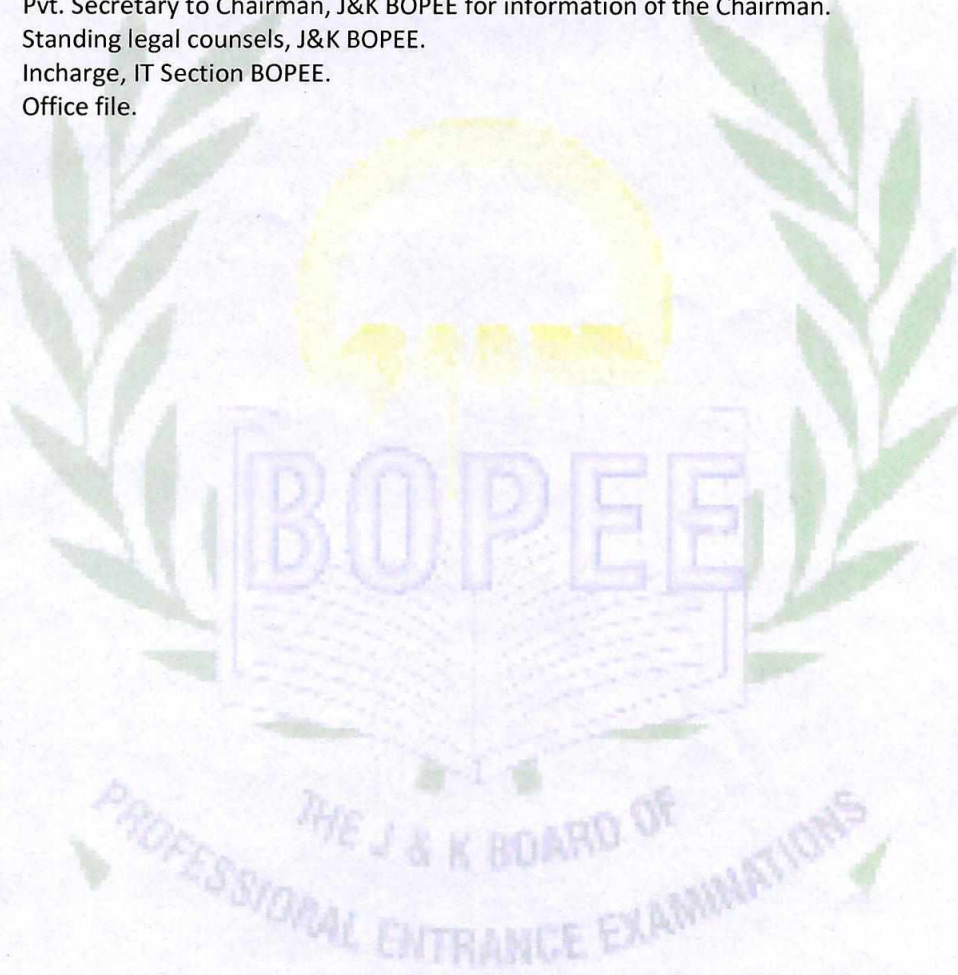 Pvt. Secretary to Chairman, J&K BOPEE for information of the Chairman.
Standing legal counsels, J&K BOPEE.
Incharge, IT Section BOPEE.
Office file.
BOPEE
THE J & K BOARD OF
PROFESSIONAL ENTRANCE EXAMINATIONS